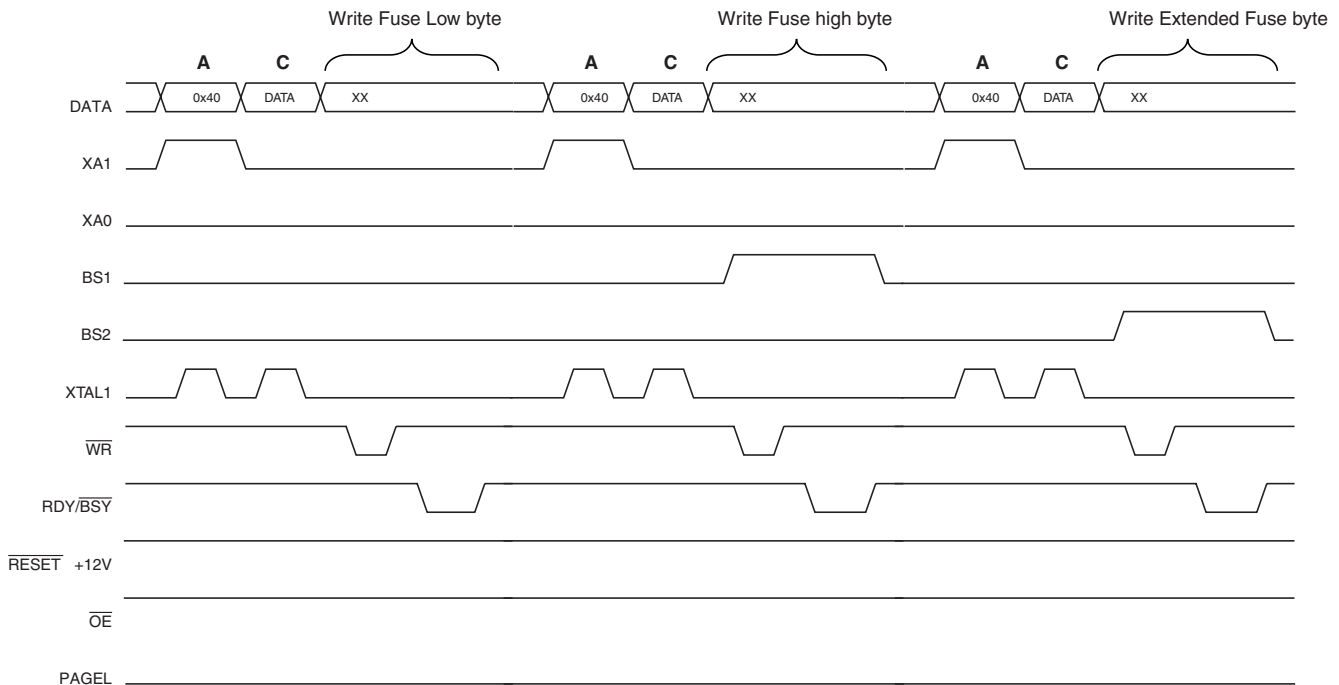 Write Fuse Low byte Write Fuse high byte Write Extended Fuse byte
A C A C A C
DATA 0x40 DATA XX 0x40 DATA XX 0x40 DATA XX
XA1
XA0
BS1
BS2
XTAL1
WR
RDY/BSY
RESET +12V
OE
PAGEL